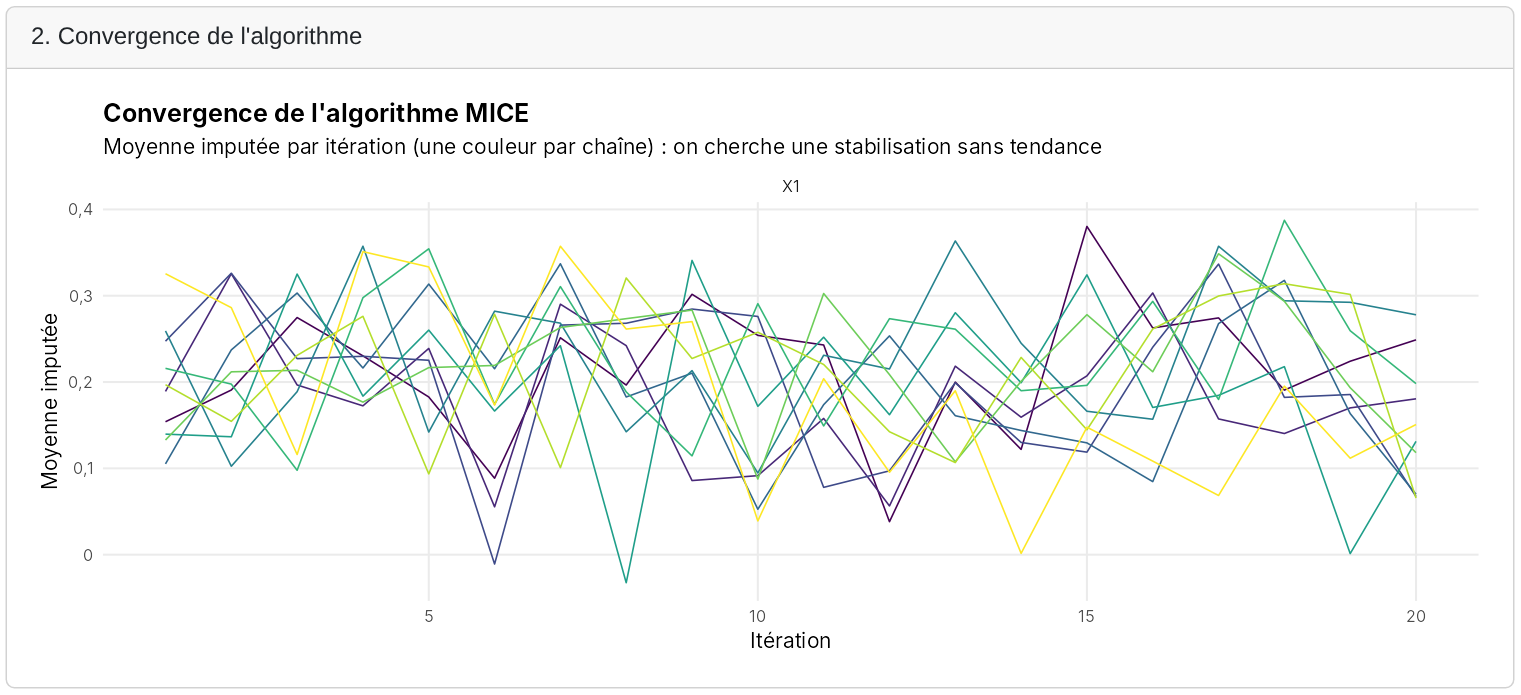 2. Convergence de l'algorithme
Convergence de l'algorithme MICE
Moyenne imputée par itération (une couleur par chaîne) : on cherche une stabilisation sans tendance
X1
Moyenne imputée
0,4
0,3
0,2
0,1
0
5 10 15 20
Itération